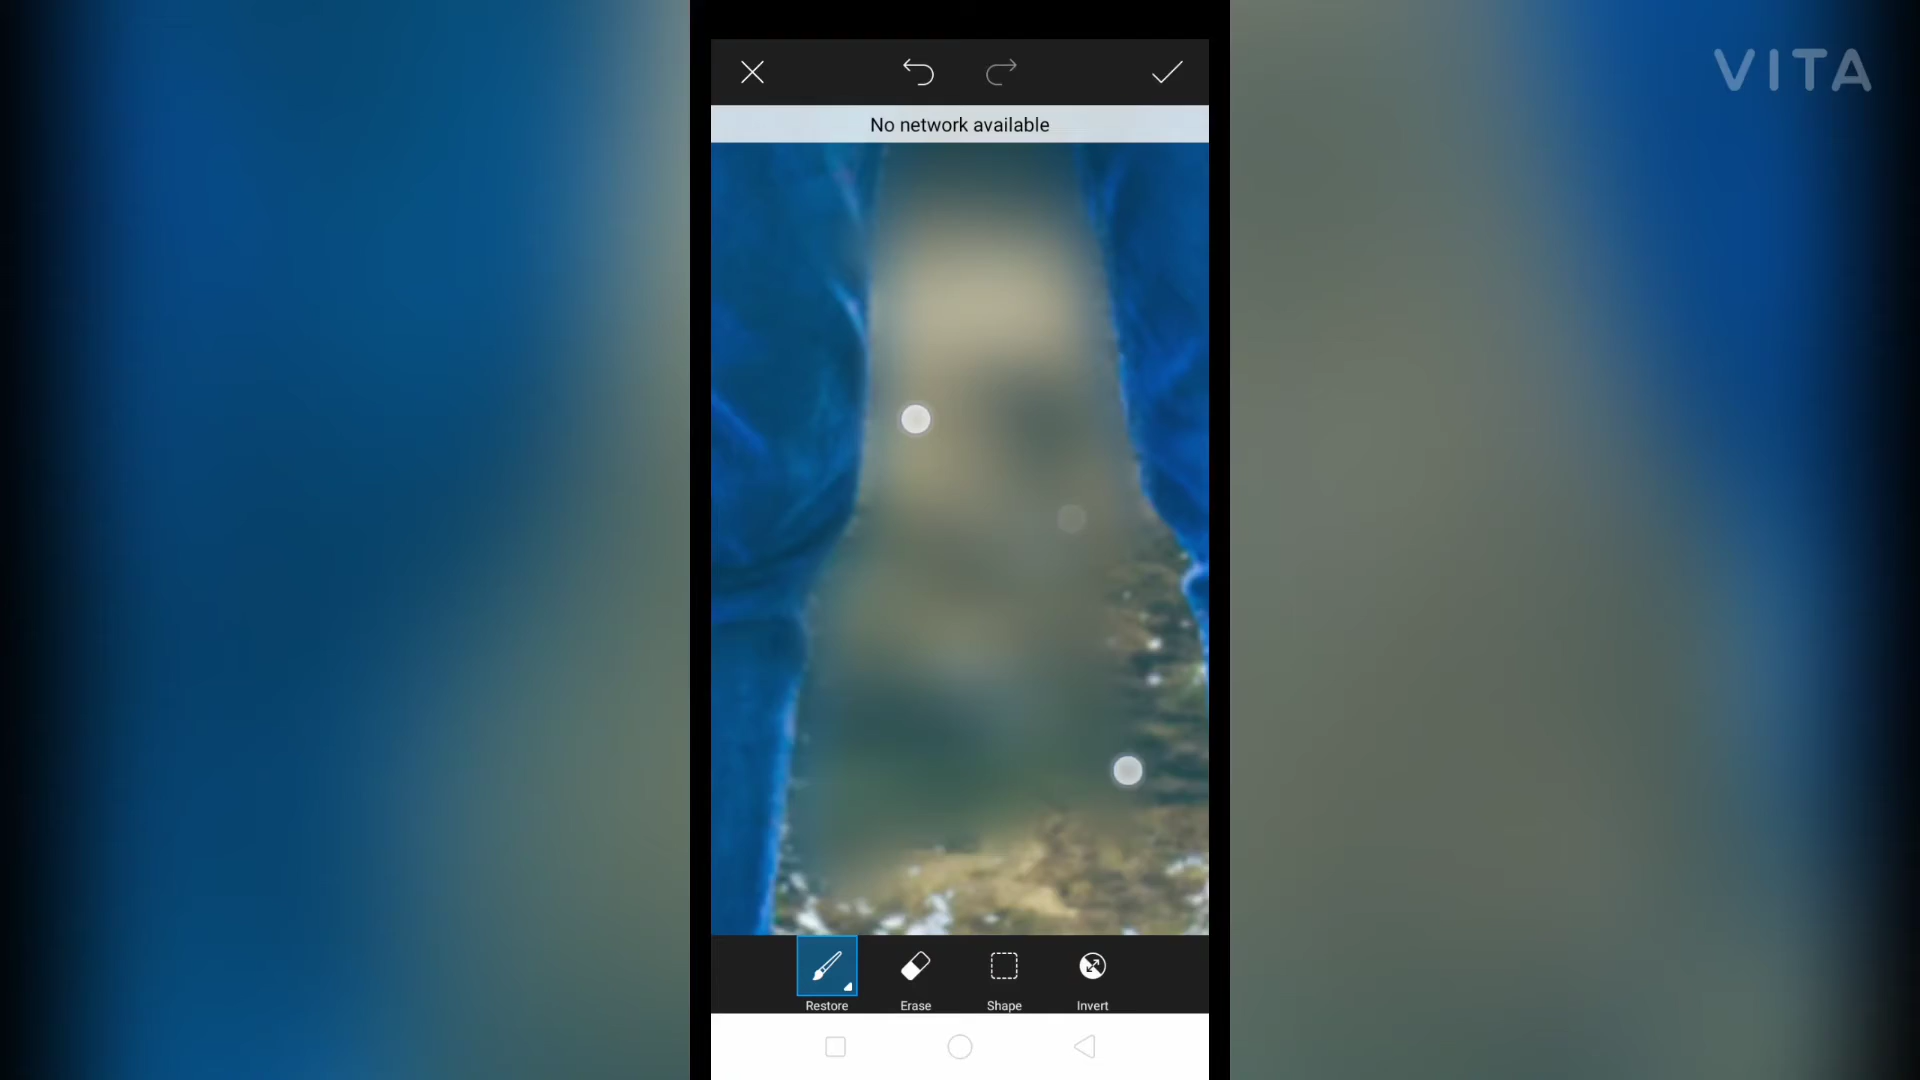 VITA
No network available
Restore
Erase
Shape
Invert